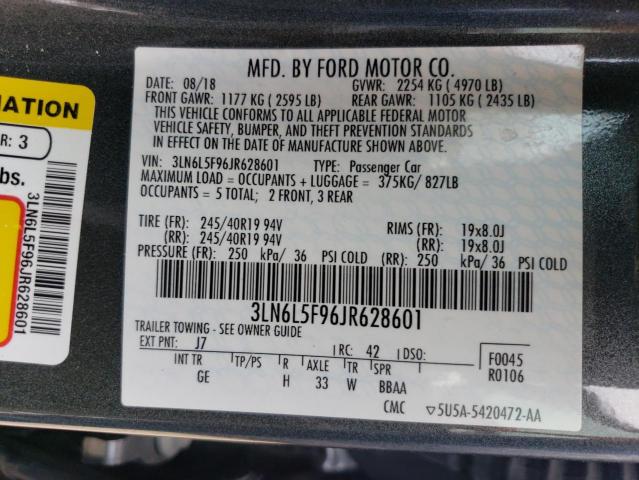 MFD. BY FORD MOTOR CO.
DATE: 08/18 GVWR: 2254 KG ( 4970 LB)
FRONT GAWR: 1177 KG ( 2595 LB) REAR GAWR: 1105 KG ( 2435 LB)
THIS VEHICLE CONFORMS TO ALL APPLICABLE FEDERAL MOTOR
VEHICLE SAFETY, BUMPER, AND THEFT PREVENTION STANDARDS
IN EFFECT ON THE DATE OF MANUFACTURE SHOWN ABOVE.
VIN: 3LN6L5F96JR628601 TYPE: Passenger Car
MAXIMUM LOAD = OCCUPANTS + LUGGAGE = 375KG/ 827LB
OCCUPANTS = 5 TOTAL; 2 FRONT, 3 REAR
TIRE (FR): 245/40R19 94V RIMS (FR): 19x8.0J
(RR): 245/40R19 94V (RR): 19x8.0J
PRESSURE (FR): 250 kPa/ 36 PSI COLD (RR): 250 kPa/ 36 PSI COLD
3LN6L5F96JR628601
TRAILER TOWING - SEE OWNER GUIDE
EXT PNT: J7 RC: 42 DSO: F0045
INT TR TP/PS R AXLE TR SPR R0106
GE H 33 W BBAA
CMC ▽5U5A-5420472-AA
MATION
R: 3
bs.
3LN6L5F96JR628601